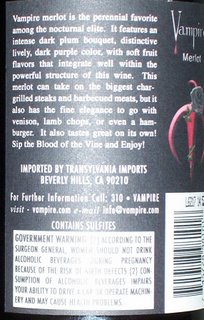 Vampire merlot is the perennial favorite
among the nocturnal elite. It features an
intense dark plum bouquet, distinctive
lively, dark purple color, with soft fruit
flavors that integrate well within the
powerful structure of this wine. This
merlot can take on the biggest char-
grilled steaks and barbecued meats, but it
also has the fine elegance to go with
venison, lamb chops, or even a ham-
burger. It also tastes great on its own!
Sip the Blood of the Vine and Enjoy!
IMPORTED BY TRANSYLVANIA IMPORTS
BEVERLY HILLS, CA 90210
For Further Information Call: 310 • VAMPIRE
visit - vampire.com e-mail info@vampire.com
CONTAINS SULFITES
GOVERNMENT WARNING: (1) ACCORDING TO THE
SURGEON GENERAL, WOMEN SHOULD NOT DRINK
ALCOHOLIC BEVERAGES DURING PREGNANCY
BECAUSE OF THE RISK OF BIRTH DEFECTS (2) CON-
SUMPTION OF ALCOHOLIC BEVERAGES IMPAIRS
YOUR ABILITY TO DRIVE A CAR OR OPERATE MACHIN-
ERY AND MAY CAUSE HEALTH PROBLEMS.
Vampire
Merlot